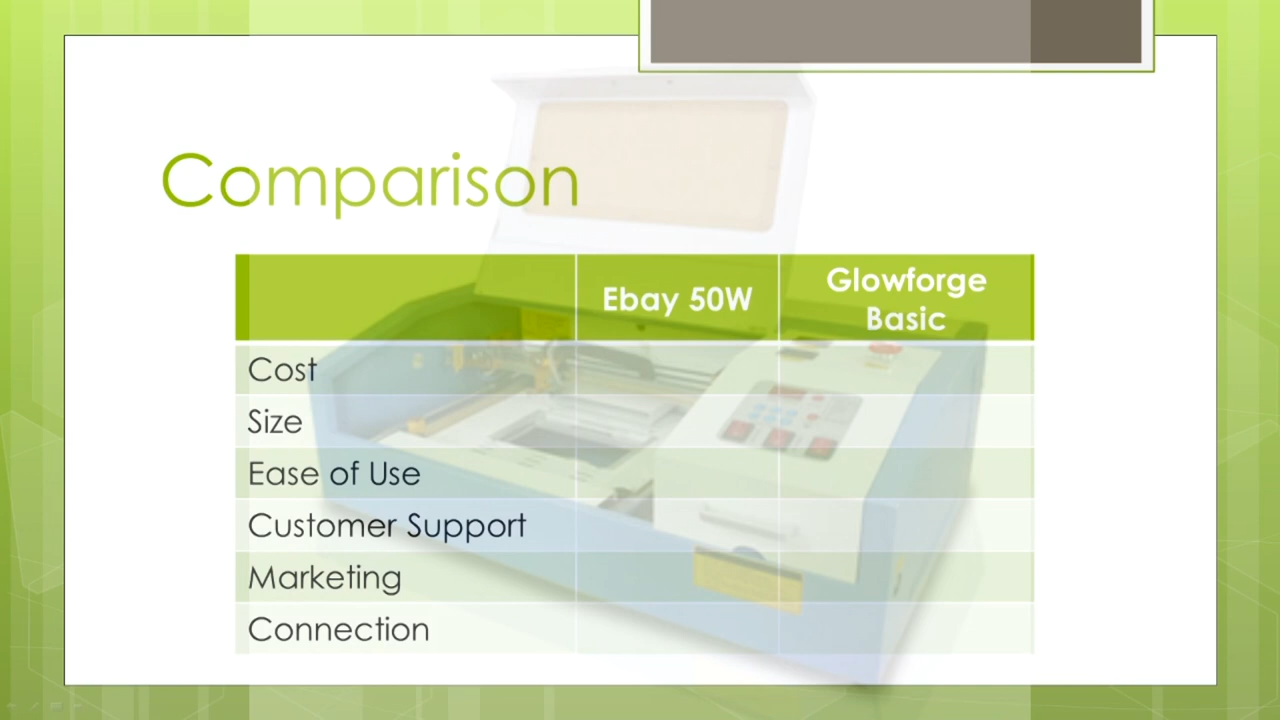 Comparison
Ebay 50W
Glowforge
Basic
Cost
Size
Ease of Use
Customer Support
Marketing
Connection